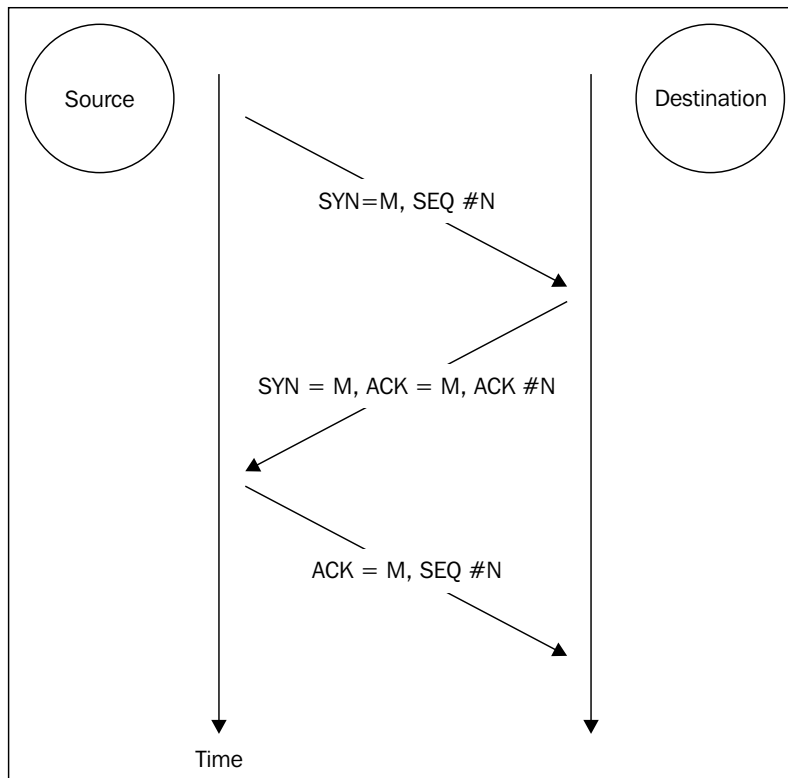 Source
Destination
SYN=M, SEQ #N
SYN = M, ACK = M, ACK #N
ACK = M, SEQ #N
Time